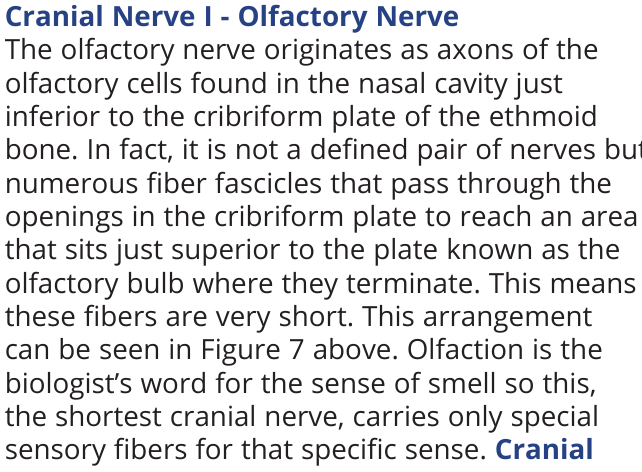 Cranial Nerve I - Olfactory Nerve
The olfactory nerve originates as axons of the
olfactory cells found in the nasal cavity just
inferior to the cribriform plate of the ethmoid
bone. In fact, it is not a defined pair of nerves but
numerous fiber fascicles that pass through the
openings in the cribriform plate to reach an area
that sits just superior to the plate known as the
olfactory bulb where they terminate. This means
these fibers are very short. This arrangement
can be seen in Figure 7 above. Olfaction is the
biologist’s word for the sense of smell so this,
the shortest cranial nerve, carries only special
sensory fibers for that specific sense. Cranial